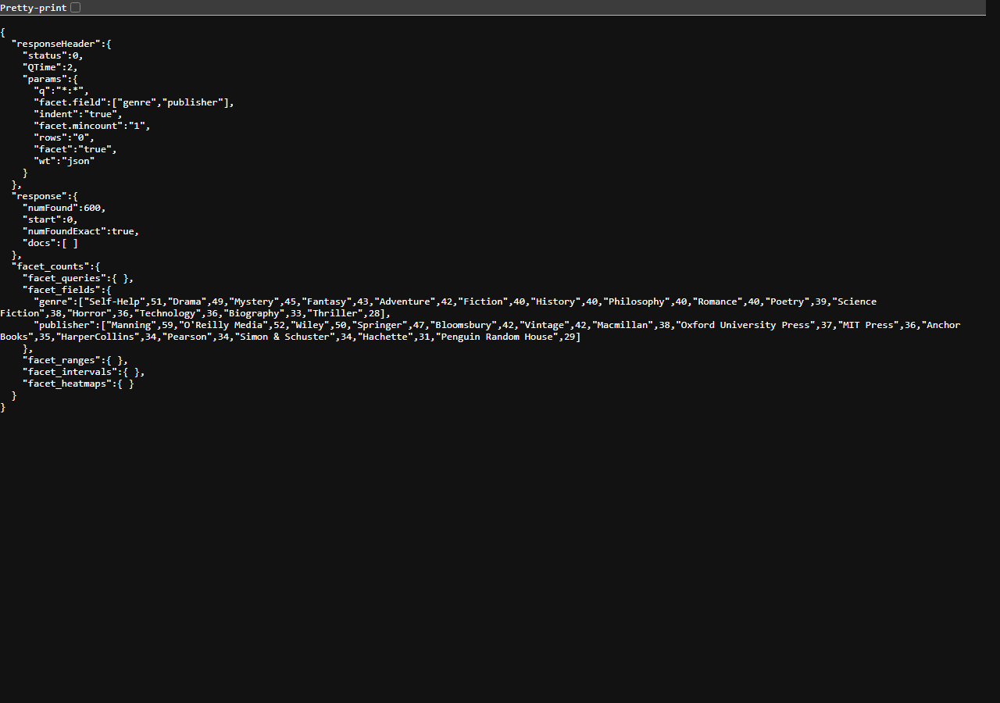 Pretty-print
{
  "responseHeader":{
    "status":0,
    "QTime":2,
    "params":{
      "q":"*:*",
      "facet.field":["genre","publisher"],
      "indent":"true",
      "facet.mincount":"1",
      "rows":"0",
      "facet":"true",
      "wt":"json"
    }
  },
  "response":{
    "numFound":600,
    "start":0,
    "numFoundExact":true,
    "docs":[ ]
  },
  "facet_counts":{
    "facet_queries":{ },
    "facet_fields":{
      "genre":["Self-Help",51,"Drama",49,"Mystery",45,"Fantasy",43,"Adventure",42,"Fiction",40,"History",40,"Philosophy",40,"Romance",40,"Poetry",39,"Science
Fiction",38,"Horror",36,"Technology",36,"Biography",33,"Thriller",28],
      "publisher":["Manning",59,"O'Reilly Media",52,"Wiley",50,"Springer",47,"Bloomsbury",42,"Vintage",42,"Macmillan",38,"Oxford University Press",37,"MIT Press",36,"Anchor
Books",35,"HarperCollins",34,"Pearson",34,"Simon & Schuster",34,"Hachette",31,"Penguin Random House",29]
    },
    "facet_ranges":{ },
    "facet_intervals":{ },
    "facet_heatmaps":{ }
  }
}